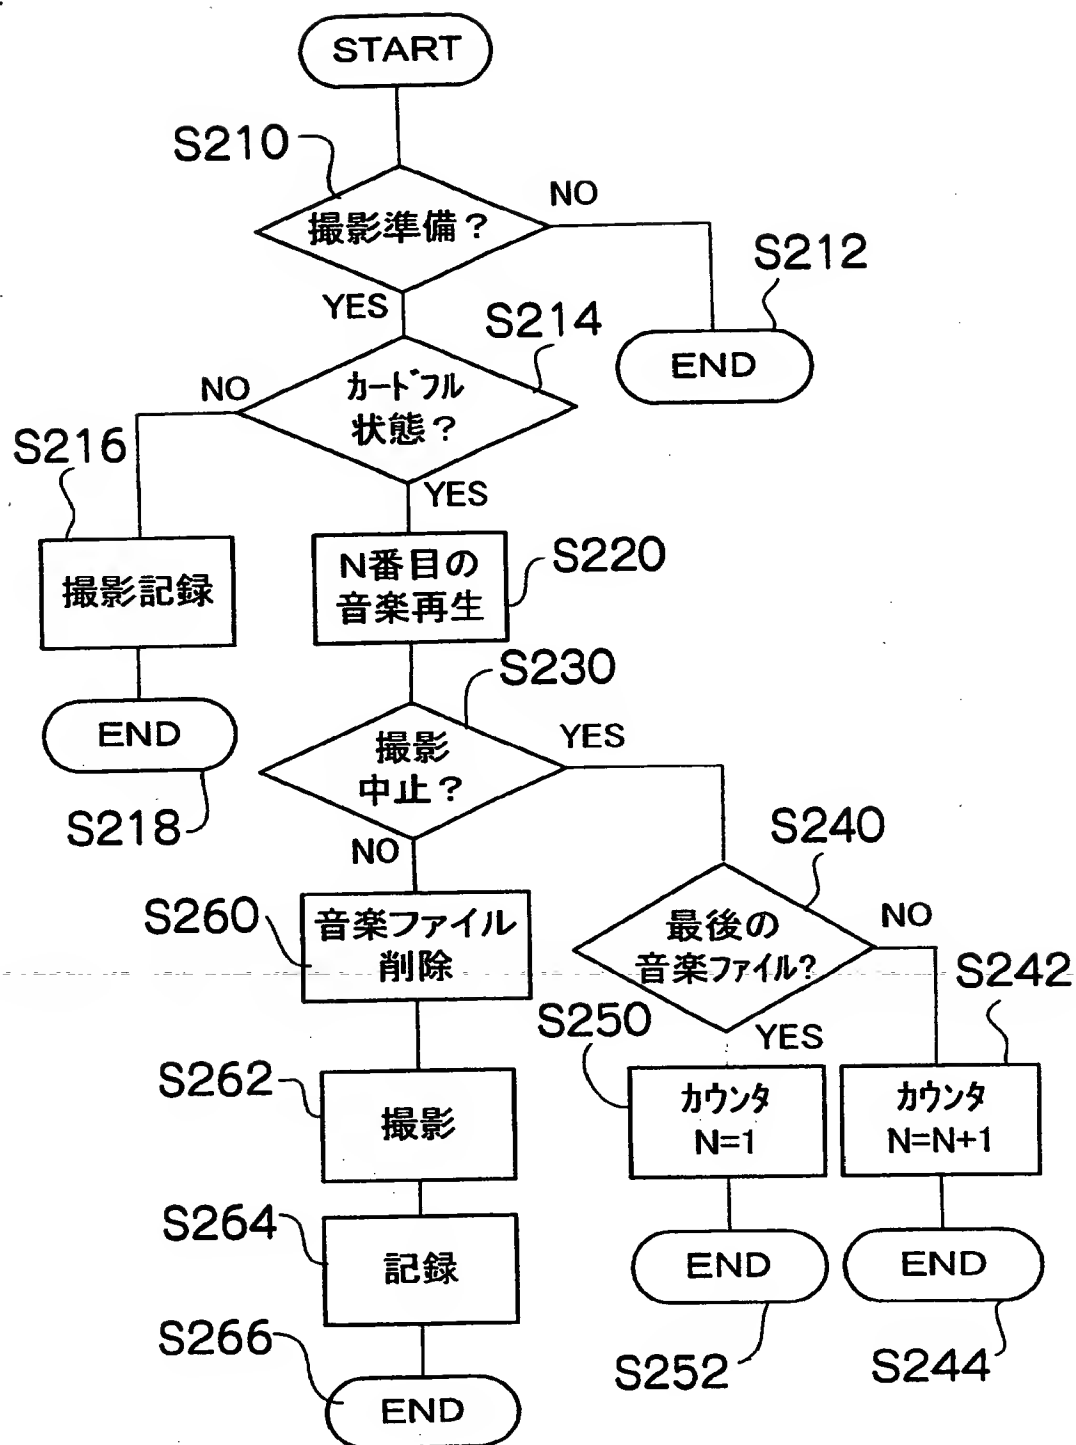 START
S210
撮影準備？
NO
S212
END
YES
S214
カードフル
状態？
NO
S216
撮影記録
END
S218
YES
N番目の
音楽再生
S220
S230
撮影
中止？
YES
NO
S240
最後の
音楽ファイル?
NO
S242
カウンタ
N=N+1
END
S244
YES
S250
カウンタ
N=1
END
S252
S260
音楽ファイル
削除
S262
撮影
S264
記録
S266
END